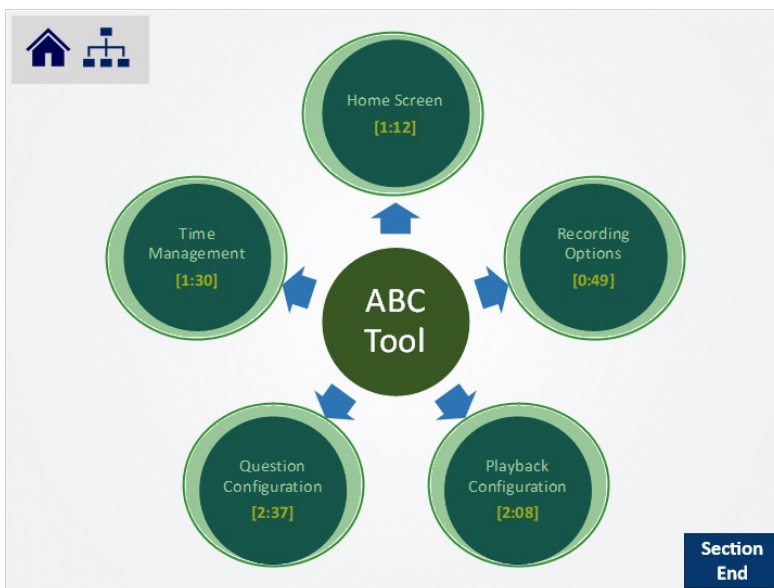 Home Screen
[1:12]
Time
Management
[1:30]
Recording
Options
[0:49]
ABC
Tool
Question
Configuration
[2:37]
Playback
Configuration
[2:08]
Section
End